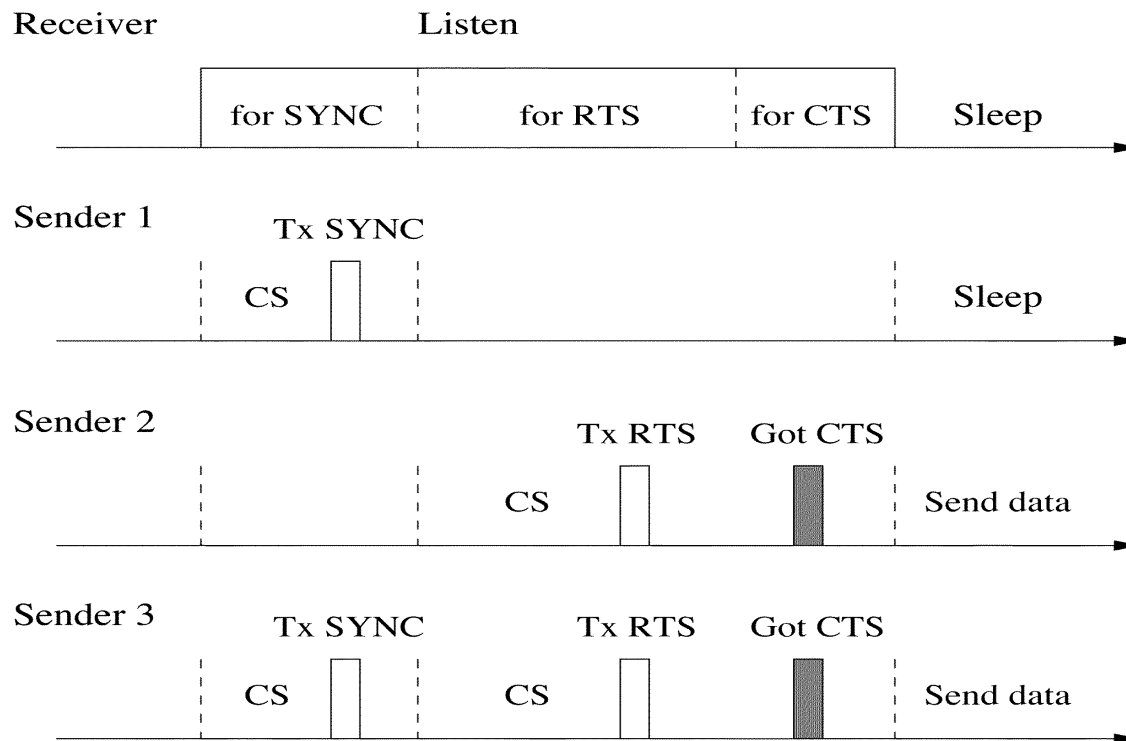 Receiver Listen
for SYNC for RTS for CTS Sleep
Sender 1
Tx SYNC
CS Sleep
Sender 2
Tx RTS Got CTS
CS Send data
Sender 3
Tx SYNC Tx RTS Got CTS
CS CS Send data